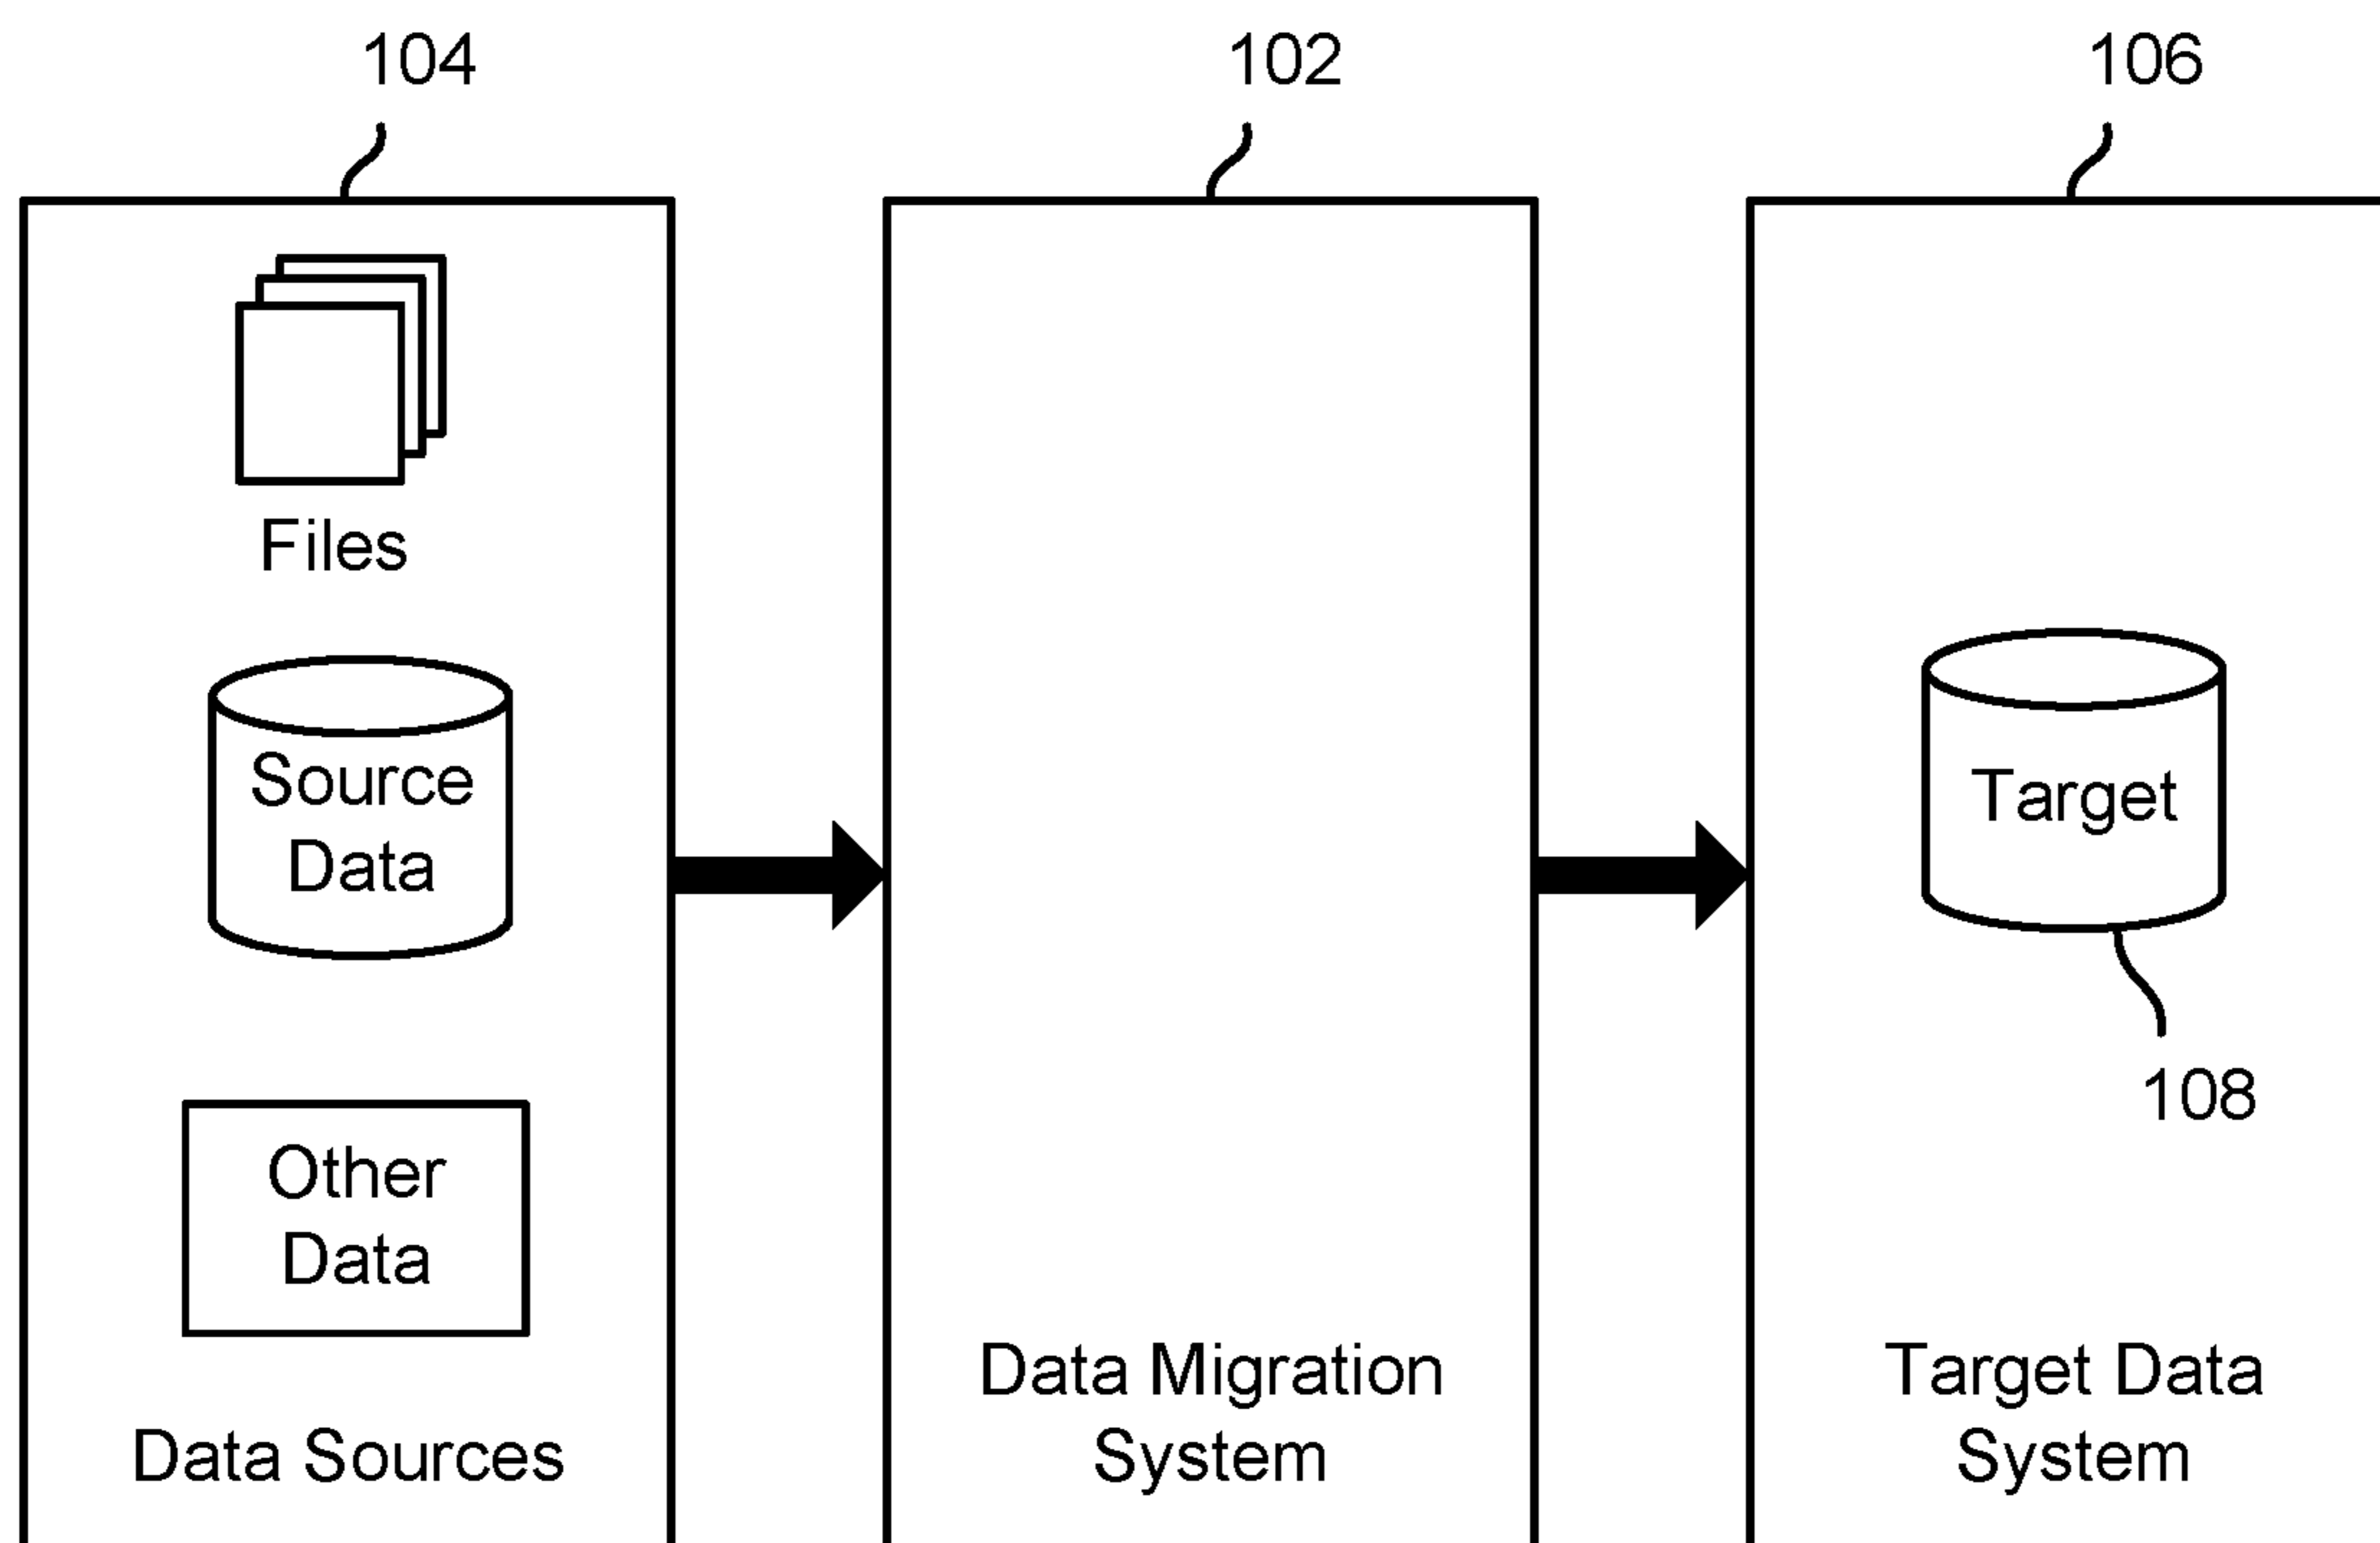 104
102
106
Files
Source
Data
Other
Data
Data Sources
Data Migration
System
Target
108
Target Data
System